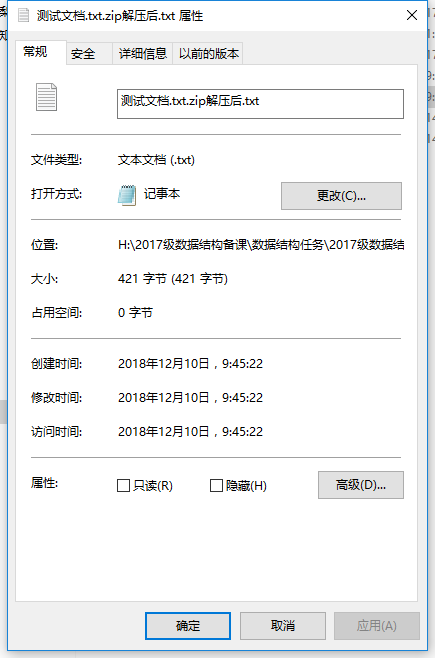 测试文档.txt.zip解压后.txt 属性
常规 安全 详细信息 以前的版本
测试文档.txt.zip解压后.txt
文件类型: 文本文档 (.txt)
打开方式: 记事本 更改(C)...
位置: H:\2017级数据结构备课\数据结构任务\2017级数据结
大小: 421 字节 (421 字节)
占用空间: 0 字节
创建时间: 2018年12月10日，9:45:22
修改时间: 2018年12月10日，9:45:22
访问时间: 2018年12月10日，9:45:22
属性: 只读(R) 隐藏(H) 高级(D)...
确定 取消 应用(A)